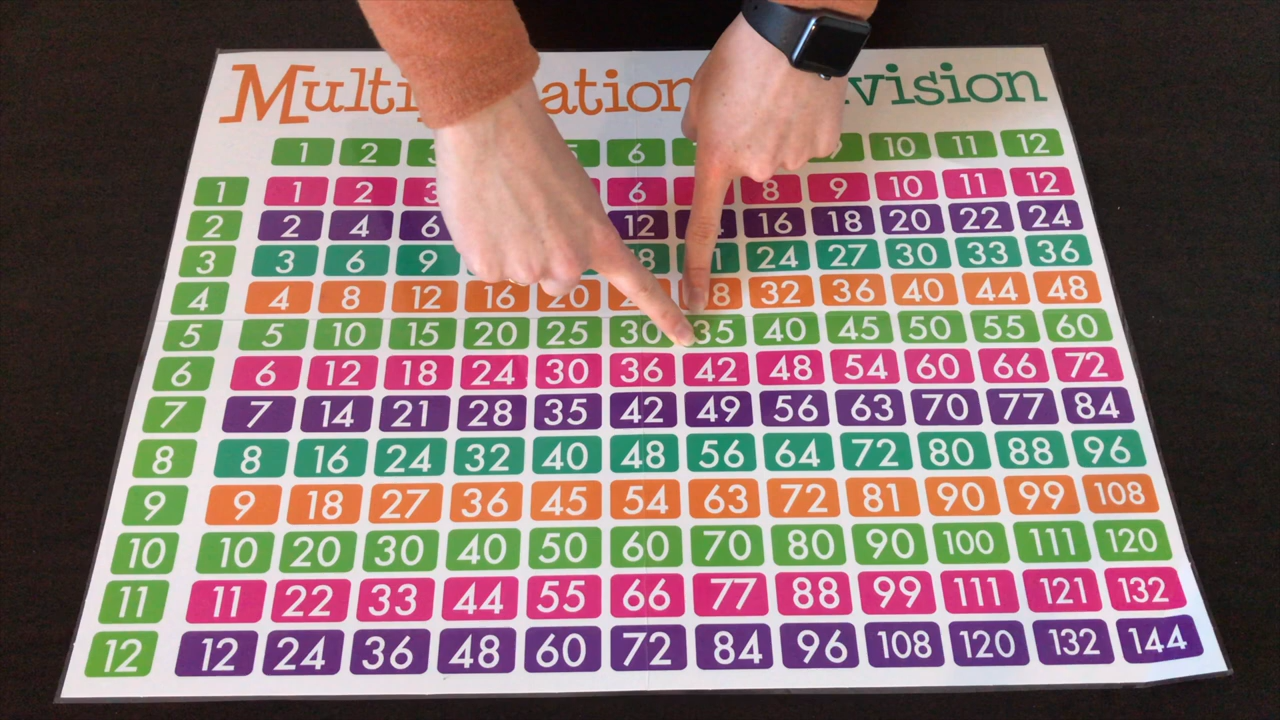 Multi ation vision
1 2 3 6 9 10 11 12
1 1 2 3 6 8 9 10 11 12
2 2 4 6 12 16 18 20 22 24
3 3 6 9 24 27 30 33 36
4 4 8 12 16 20 32 36 40 44 48
5 5 10 15 20 25 30 35 40 45 50 55 60
6 6 12 18 24 30 36 42 48 54 60 66 72
7 7 14 21 28 35 42 49 56 63 70 77 84
8 8 16 24 32 40 48 56 64 72 80 88 96
9 9 18 27 36 45 54 63 72 81 90 99 108
10 10 20 30 40 50 60 70 80 90 100 111 120
11 11 22 33 44 55 66 77 88 99 111 121 132
12 12 24 36 48 60 72 84 96 108 120 132 144